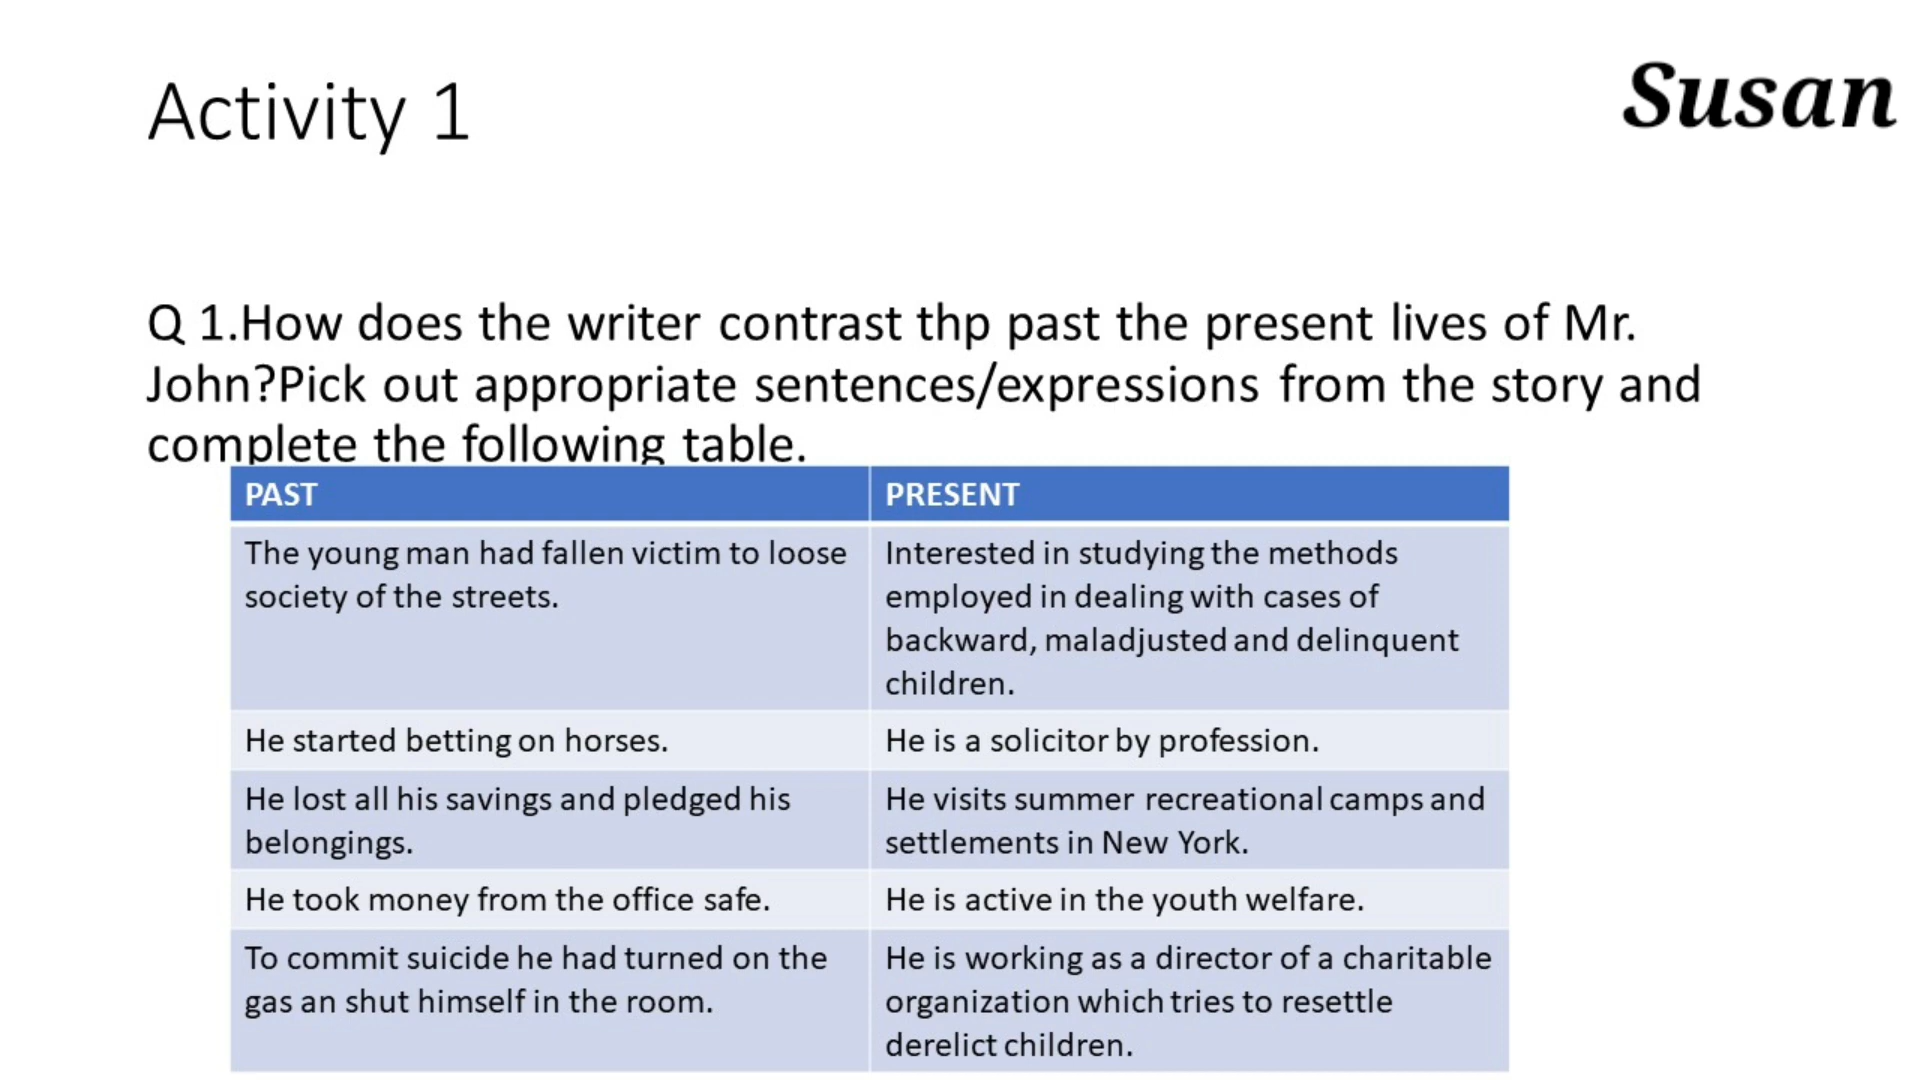 Activity 1
Susan
Q 1.How does the writer contrast thp past the present lives of Mr.
John?Pick out appropriate sentences/expressions from the story and
complete the following table.
PAST
PRESENT
The young man had fallen victim to loose
society of the streets.
Interested in studying the methods
employed in dealing with cases of
backward, maladjusted and delinquent
children.
He started betting on horses.
He is a solicitor by profession.
He lost all his savings and pledged his
belongings.
He visits summer recreational camps and
settlements in New York.
He took money from the office safe.
He is active in the youth welfare.
To commit suicide he had turned on the
gas an shut himself in the room.
He is working as a director of a charitable
organization which tries to resettle
derelict children.